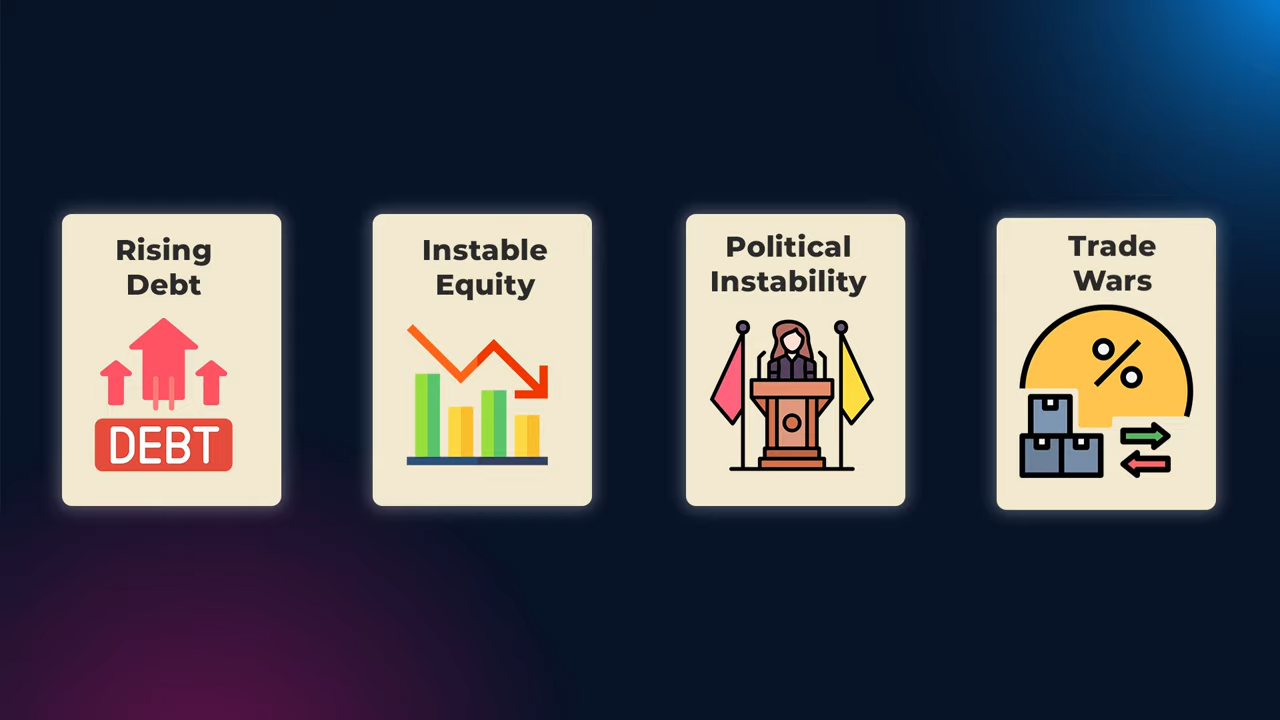 Rising
Debt
DEBT
Instable
Equity
Political
Instability
Trade
Wars
%